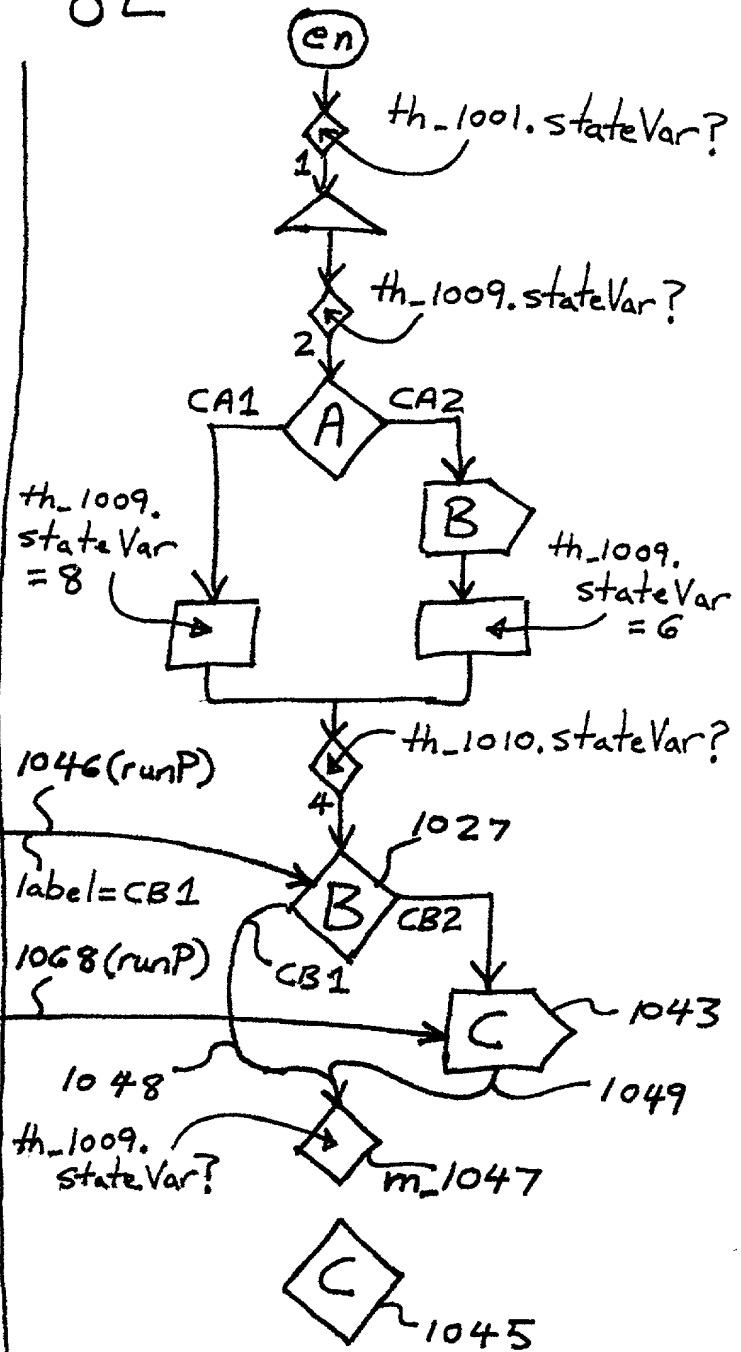 en
th_1001.stateVar?
1
th_1009.stateVar?
2
CA1
A
CA2
th_1009.
stateVar
= 8
B
th_1009.
stateVar
= 6
th_1010.stateVar?
1046(runP)
4
1027
label=CB1
B
CB2
CB1
1068(runP)
C
1043
1048
1049
th_1009.
stateVar?
m_1047
C
1045